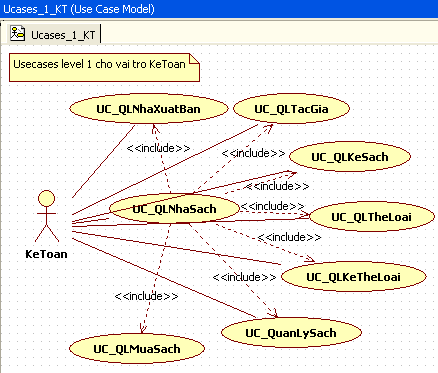 Ucases_1_KT (Use Case Model)
Ucases_1_KT
Usecases level 1 cho vai tro KeToan
UC_QLNhaXuatBan
UC_QLTacGia
<<include>>
<<include>>
UC_QLKeSach
<<include>>
UC_QLNhaSach
<<include>>
UC_QLTheLoai
<<include>>
KeToan
UC_QLKeTheLoai
<<include>>
<<include>>
UC_QuanLySach
UC_QLMuaSach